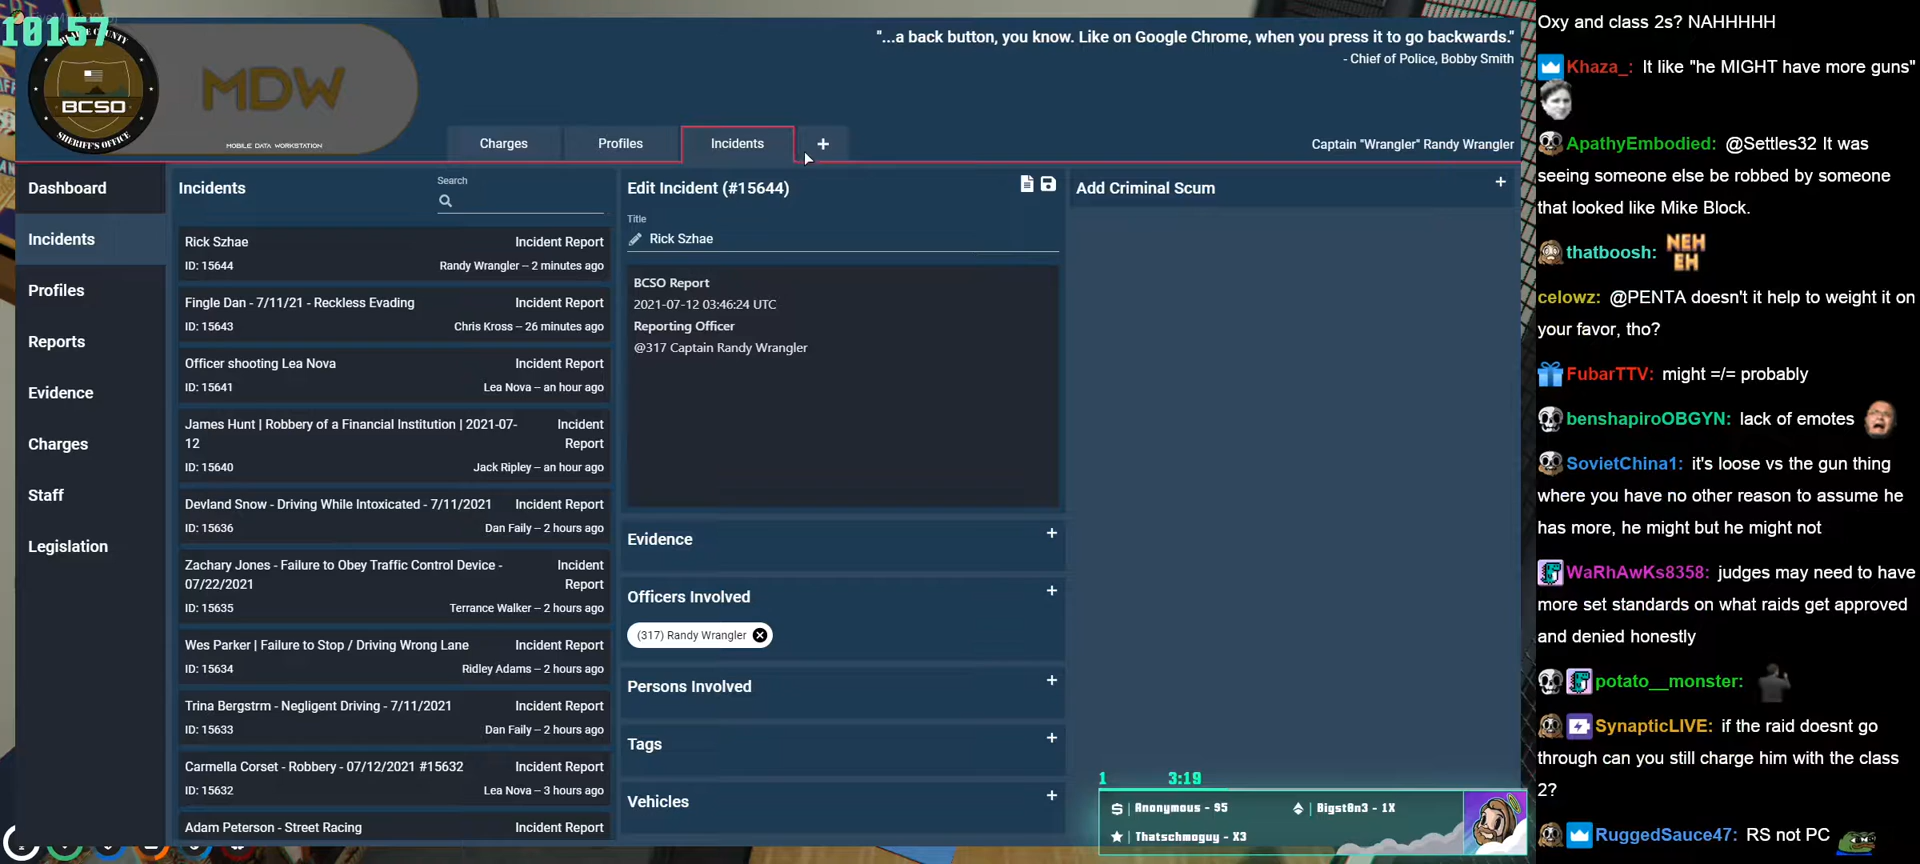 10157
BCSO
SHERIFF'S OFFICE
MDW
MOBILE DATA WORKSTATION
"...a back button, you know. Like on Google Chrome, when you press it to go backwards."
- Chief of Police, Bobby Smith
Charges
Profiles
Incidents
+
Captain "Wrangler" Randy Wrangler
Dashboard
Incidents
Profiles
Reports
Evidence
Charges
Staff
Legislation
Incidents
Search
Rick Szhae Incident Report
ID: 15644 Randy Wrangler – 2 minutes ago
Fingle Dan - 7/11/21 - Reckless Evading Incident Report
ID: 15643 Chris Kross – 26 minutes ago
Officer shooting Lea Nova Incident Report
ID: 15641 Lea Nova – an hour ago
James Hunt | Robbery of a Financial Institution | 2021-07- Incident
12 Report
ID: 15640 Jack Ripley – an hour ago
Devland Snow - Driving While Intoxicated - 7/11/2021 Incident Report
ID: 15636 Dan Faily – 2 hours ago
Zachary Jones - Failure to Obey Traffic Control Device - Incident
07/22/2021 Report
ID: 15635 Terrance Walker – 2 hours ago
Wes Parker | Failure to Stop / Driving Wrong Lane Incident Report
ID: 15634 Ridley Adams – 2 hours ago
Trina Bergstrm - Negligent Driving - 7/11/2021 Incident Report
ID: 15633 Dan Faily – 2 hours ago
Carmella Corset - Robbery - 07/12/2021 #15632 Incident Report
ID: 15632 Lea Nova – 3 hours ago
Adam Peterson - Street Racing Incident Report
Edit Incident (#15644)
Title
Rick Szhae
BCSO Report
2021-07-12 03:46:24 UTC
Reporting Officer
@317 Captain Randy Wrangler
Evidence +
Officers Involved +
(317) Randy Wrangler
Persons Involved +
Tags +
Vehicles +
Add Criminal Scum +
1 3:19
Anonymous - 95
Bigst8n3 - 1X
Thatschmoguy - X3
Oxy and class 2s? NAHHHHH
Khaza_: It like "he MIGHT have more guns"
ApathyEmbodied: @Settles32 It was
seeing someone else be robbed by someone
that looked like Mike Block.
thatboosh: NEH
EH
celowz: @PENTA doesn't it help to weight it on
your favor, tho?
FubarTTV: might =/= probably
benshapiroOBGYN: lack of emotes
SovietChina1: it's loose vs the gun thing
where you have no other reason to assume he
has more, he might but he might not
WaRhAwKs8358: judges may need to have
more set standards on what raids get approved
and denied honestly
potato__monster:
SynapticLIVE: if the raid doesnt go
through can you still charge him with the class
2?
RuggedSauce47: RS not PC